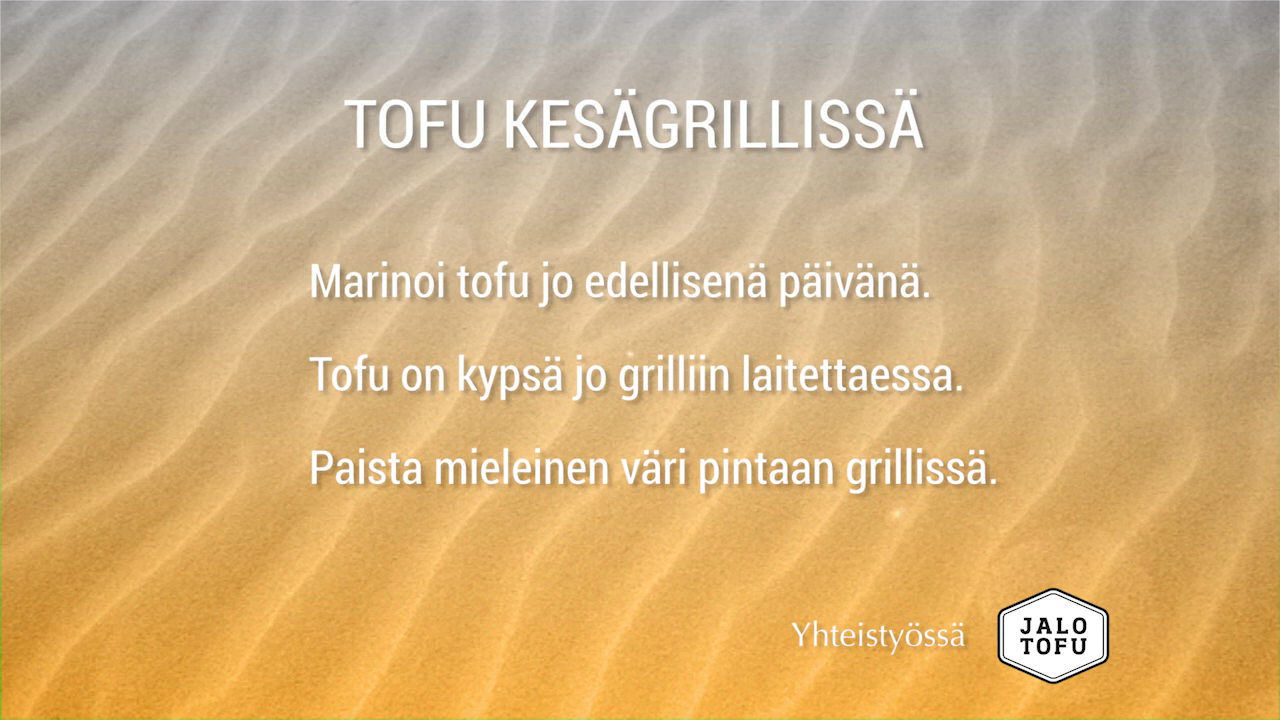 TOFU KESÄGRILLISSÄ
Marinoi tofu jo edellisenä päivänä.
Tofu on kypsä jo grilliin laitettaessa.
Paista mieleinen väri pintaan grillissä.
Yhteistyössä
JALO
TOFU